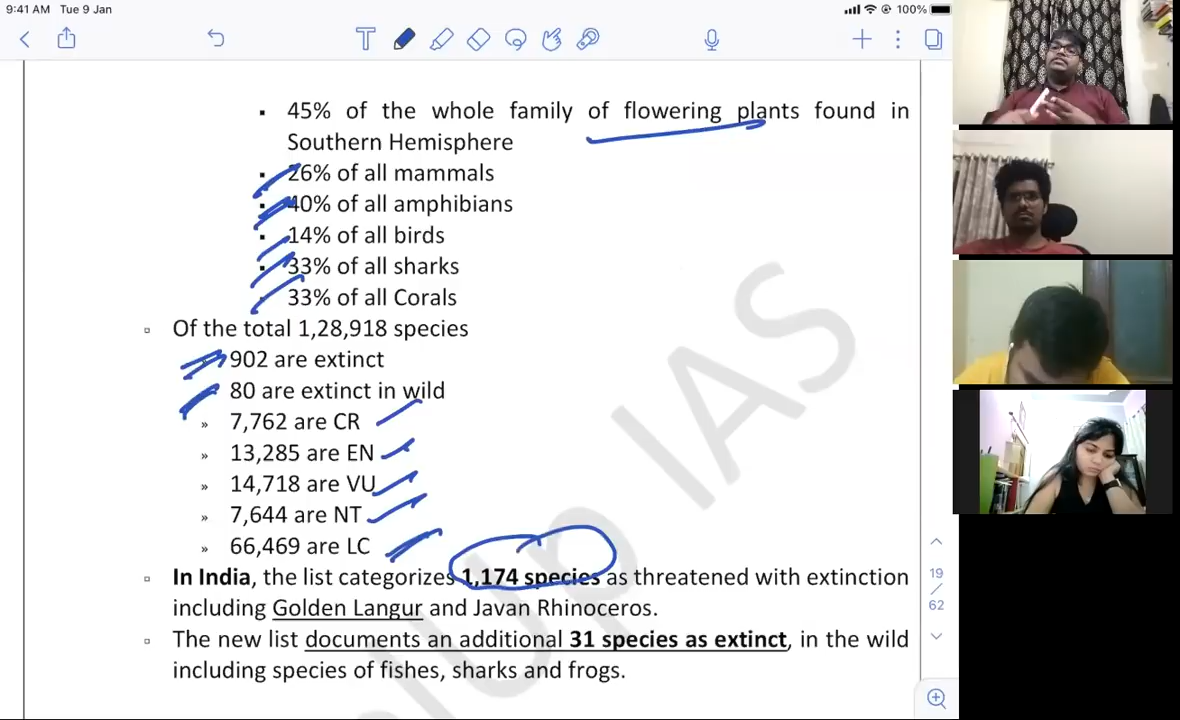 9:41 AM Tue 9 Jan
100%
45% of the whole family of flowering plants found in
Southern Hemisphere
26% of all mammals
40% of all amphibians
14% of all birds
33% of all sharks
33% of all Corals
Of the total 1,28,918 species
902 are extinct
80 are extinct in wild
7,762 are CR
13,285 are EN
14,718 are VU
7,644 are NT
66,469 are LC
In India, the list categorizes 1,174 species as threatened with extinction
including Golden Langur and Javan Rhinoceros.
The new list documents an additional 31 species as extinct, in the wild
including species of fishes, sharks and frogs.
Up IAS
19
/
62